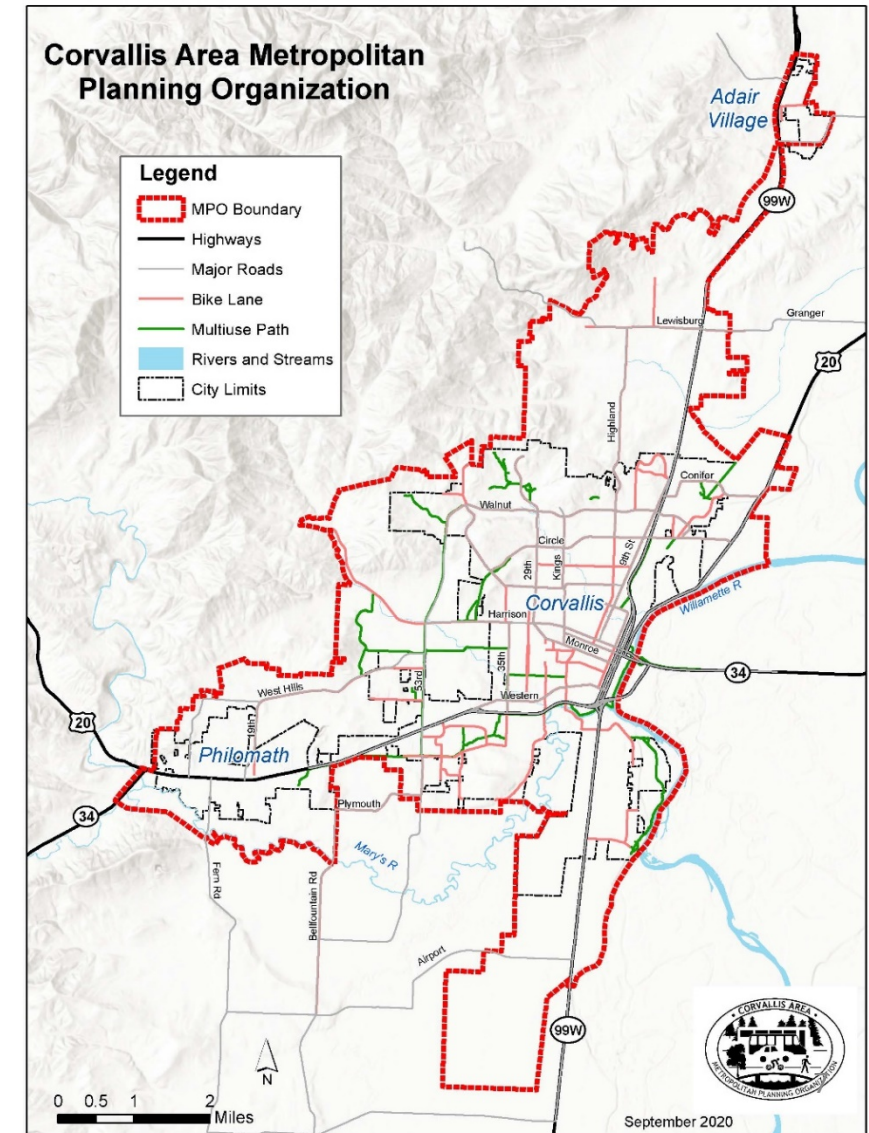 Corvallis Area Metropolitan
Planning Organization
Adair
Village
Legend
MPO Boundary
Highways
Major Roads
Bike Lane
Multiuse Path
Rivers and Streams
City Limits
99W
Lewisburg
Granger
20
Highland
Conifer
Walnut
Circle
9th St
29th
Kings
Corvallis
Willamette R
Harrison
Monroe
34
35th
53rd
Western
West Hills
19th
20
Philomath
34
Plymouth
Mary's R
Fern Rd
Bellfountain Rd
Airport
99W
N
0 0.5 1 2
Miles
CORVALLIS AREA
METROPOLITAN PLANNING ORGANIZATION
September 2020